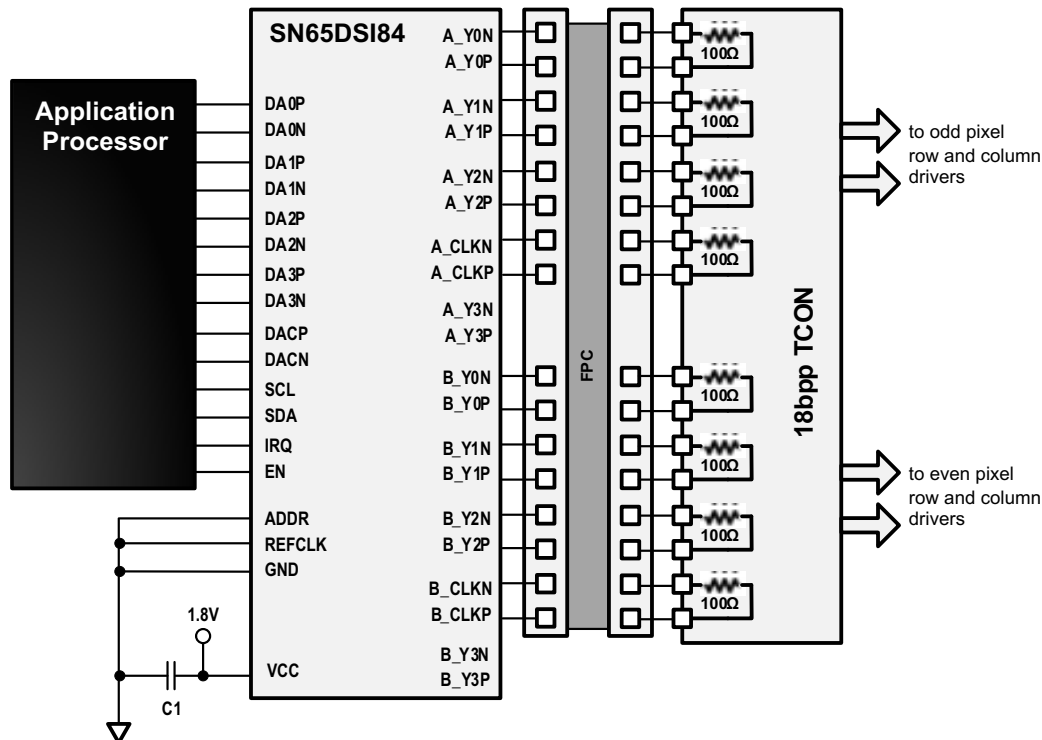 SN65DSI84
Application
Processor
DA0P
DA0N
DA1P
DA1N
DA2P
DA2N
DA3P
DA3N
DACP
DACN
SCL
SDA
IRQ
EN
ADDR
REFCLK
GND
1.8V
VCC
C1
A_Y0N
A_Y0P
A_Y1N
A_Y1P
A_Y2N
A_Y2P
A_CLKN
A_CLKP
A_Y3N
A_Y3P
B_Y0N
B_Y0P
B_Y1N
B_Y1P
B_Y2N
B_Y2P
B_CLKN
B_CLKP
B_Y3N
B_Y3P
FPC
100Ω
100Ω
100Ω
100Ω
100Ω
100Ω
100Ω
100Ω
18bpp TCON
to odd pixel
row and column
drivers
to even pixel
row and column
drivers